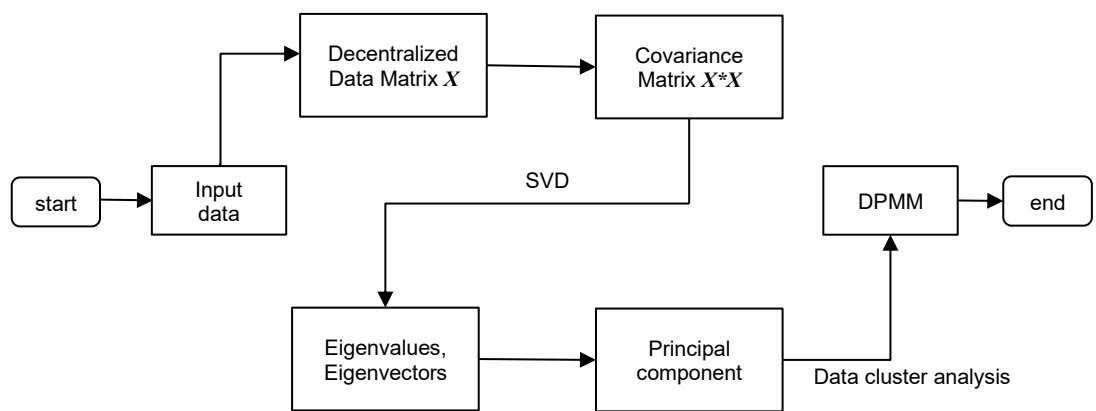 start
Input
data
Decentralized
Data Matrix X
Covariance
Matrix X*X
SVD
Eigenvalues,
Eigenvectors
Principal
component
Data cluster analysis
DPMM
end